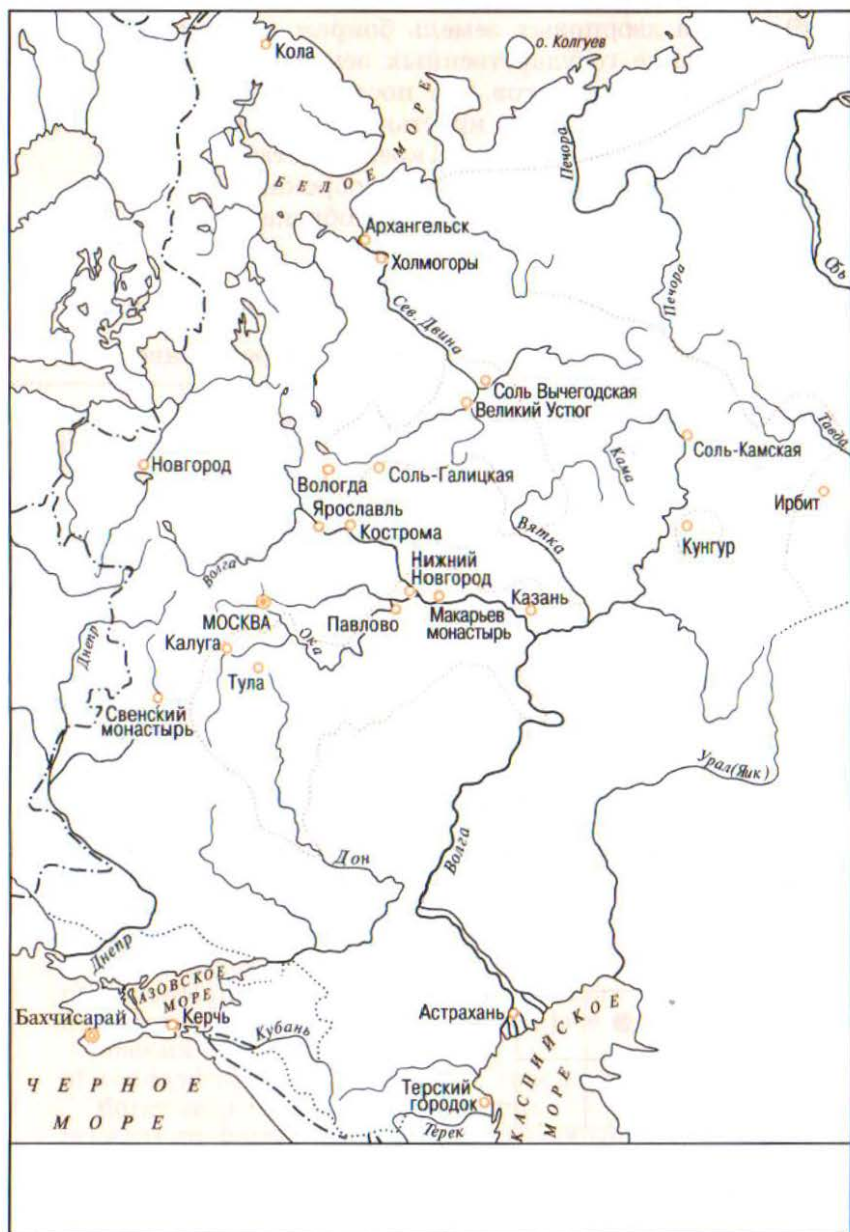 Кола
о. Колгуев
БЕЛОЕ МОРЕ
Печора
Архангельск
Холмогоры
Обь
Печора
Сев. Двина
Соль Вычегодская
Великий Устюг
Тавда
Новгород
Вологда
Соль-Галицкая
Кама
Соль-Камская
Ирбит
Ярославль
Кострома
Вятка
Кунгур
Волга
Нижний
Новгород
Казань
МОСКВА
Павлово
Макарьев
монастырь
Днепр
Калуга
Ока
Тула
Свенский
монастырь
Урал (Яик)
Волга
Дон
Днепр
АЗОВСКОЕ
МОРЕ
Бахчисарай
Керчь
Кубань
Астрахань
КАСПИЙСКОЕ
МОРЕ
ЧЕРНОЕ
МОРЕ
Терский
городок
Терек